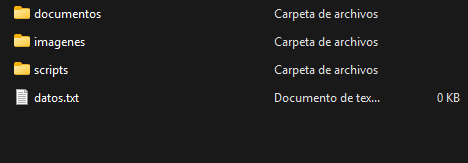 documentos Carpeta de archivos
imagenes Carpeta de archivos
scripts Carpeta de archivos
datos.txt Documento de tex... 0 KB